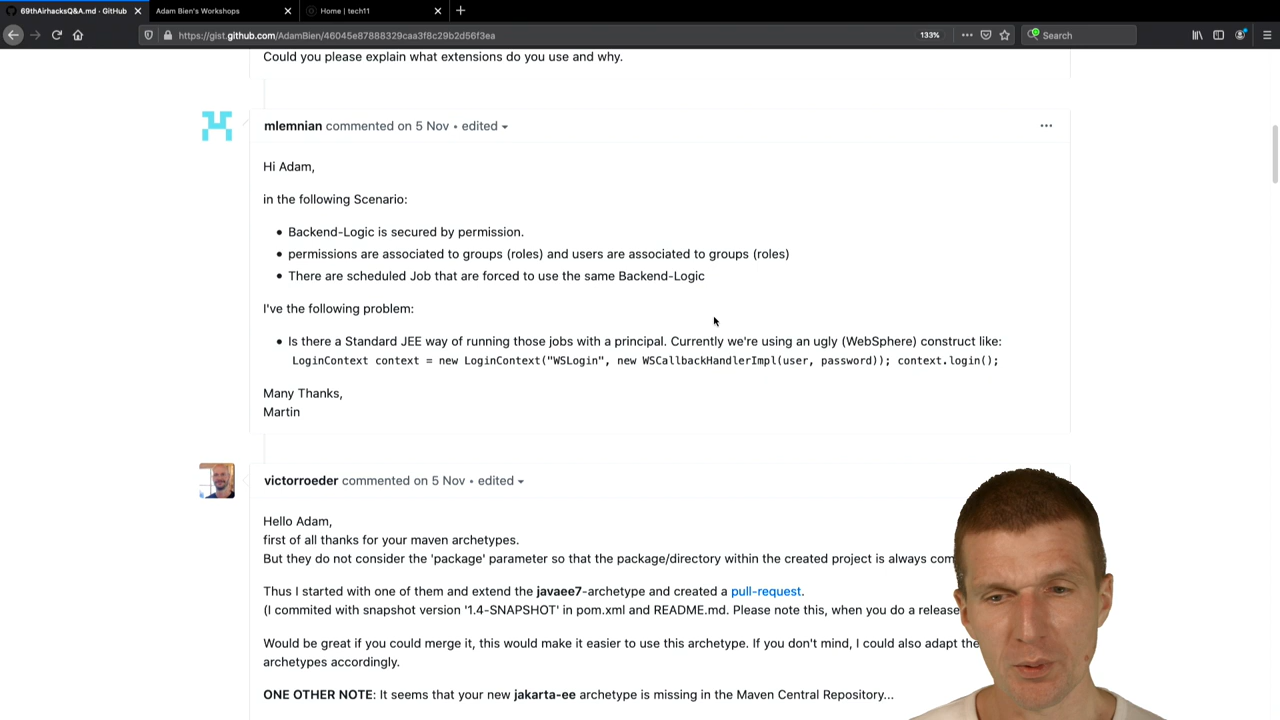 69thAirhacksQ&A.md · GitHub
Adam Bien's Workshops
Home | tech11
https://gist.github.com/AdamBien/46045e87888329caa3f8c29b2d56f3ea
133%
Search
Could you please explain what extensions do you use and why.
mlemnian commented on 5 Nov • edited
Hi Adam,
in the following Scenario:
• Backend-Logic is secured by permission.
• permissions are associated to groups (roles) and users are associated to groups (roles)
• There are scheduled Job that are forced to use the same Backend-Logic
I've the following problem:
• Is there a Standard JEE way of running those jobs with a principal. Currently we're using an ugly (WebSphere) construct like:
LoginContext context = new LoginContext("WSLogin", new WSCallbackHandlerImpl(user, password)); context.login();
Many Thanks,
Martin
victorroeder commented on 5 Nov • edited
Hello Adam,
first of all thanks for your maven archetypes.
But they do not consider the 'package' parameter so that the package/directory within the created project is always com
Thus I started with one of them and extend the javaee7-archetype and created a pull-request.
(I commited with snapshot version '1.4-SNAPSHOT' in pom.xml and README.md. Please note this, when you do a release
Would be great if you could merge it, this would make it easier to use this archetype. If you don't mind, I could also adapt the
archetypes accordingly.
ONE OTHER NOTE: It seems that your new jakarta-ee archetype is missing in the Maven Central Repository...